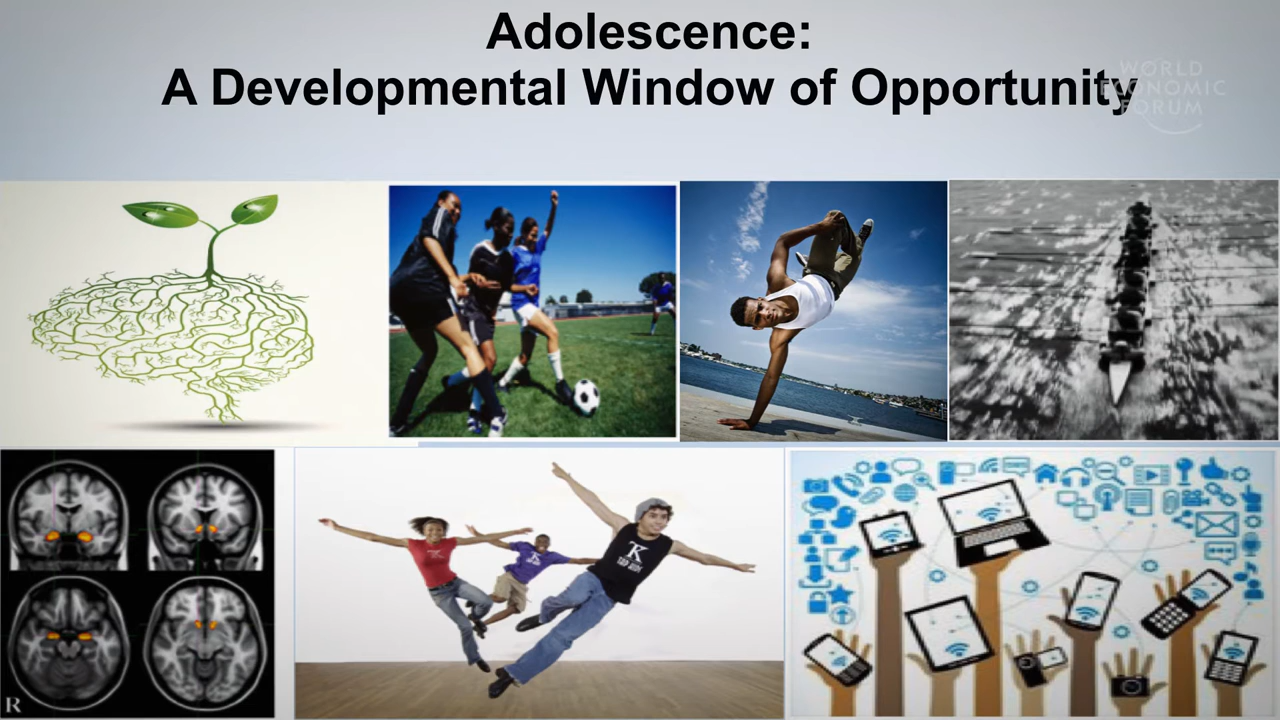 Adolescence:
A Developmental Window of Opportunity
WORLD
ECONOMIC
FORUM
K
R